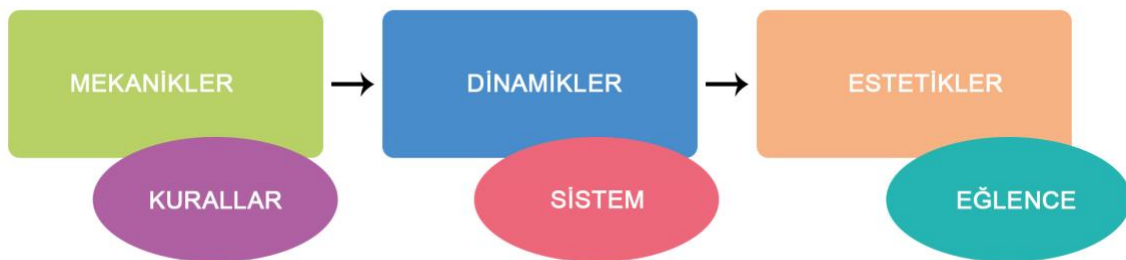 MEKANİKLER
DİNAMİKLER
ESTETİKLER
KURALLAR
SİSTEM
EĞLENCE